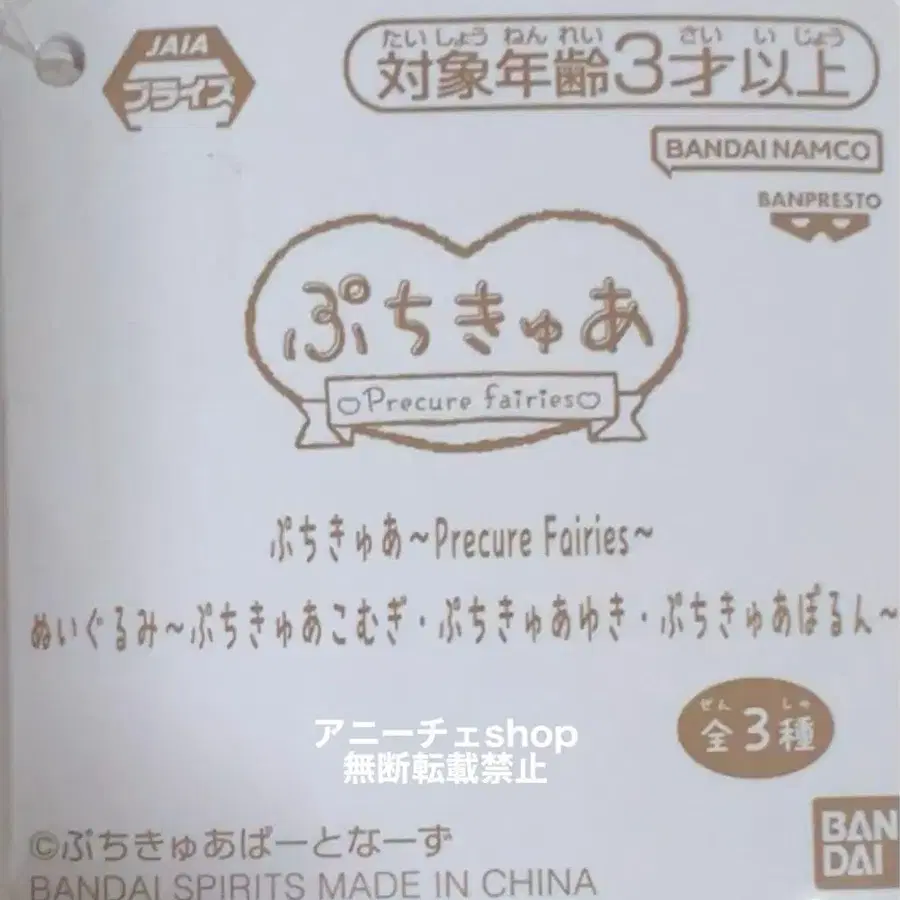 JAIA
プライズ
たいしょう ねん れい さい い じょう
対象年齢3才以上
BANDAI NAMCO
BANPRESTO
ぷちきゅあ
Precure fairies
ぷちきゅあ～Precure Fairies～
ぬいぐるみ～ぷちきゅあこむぎ・ぷちきゅあゆき・ぷちきゅあぽるん～
ぜん しゅ
全3種
アニーチェshop
無断転載禁止
©ぷちきゅあぱーとなーず
BANDAI SPIRITS MADE IN CHINA
BAN
DAI